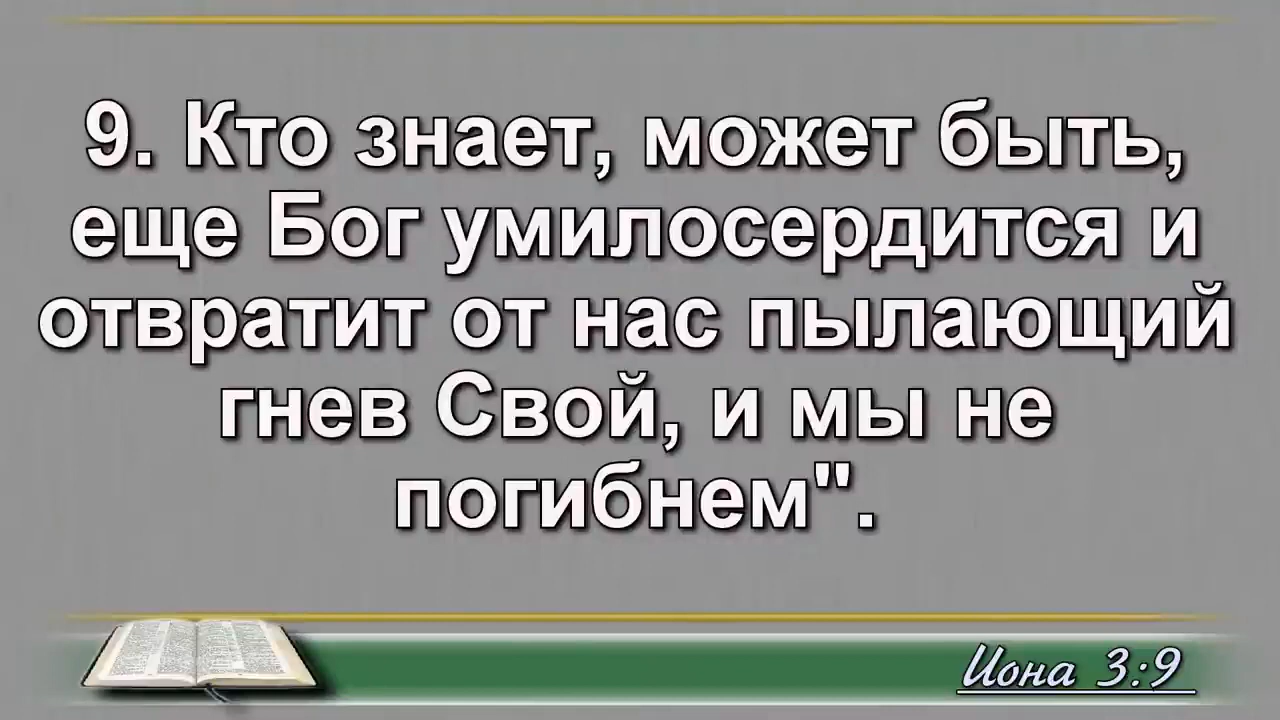 9. Кто знает, может быть,
еще Бог умилосердится и
отвратит от нас пылающий
гнев Свой, и мы не
погибнем".
Иона 3:9